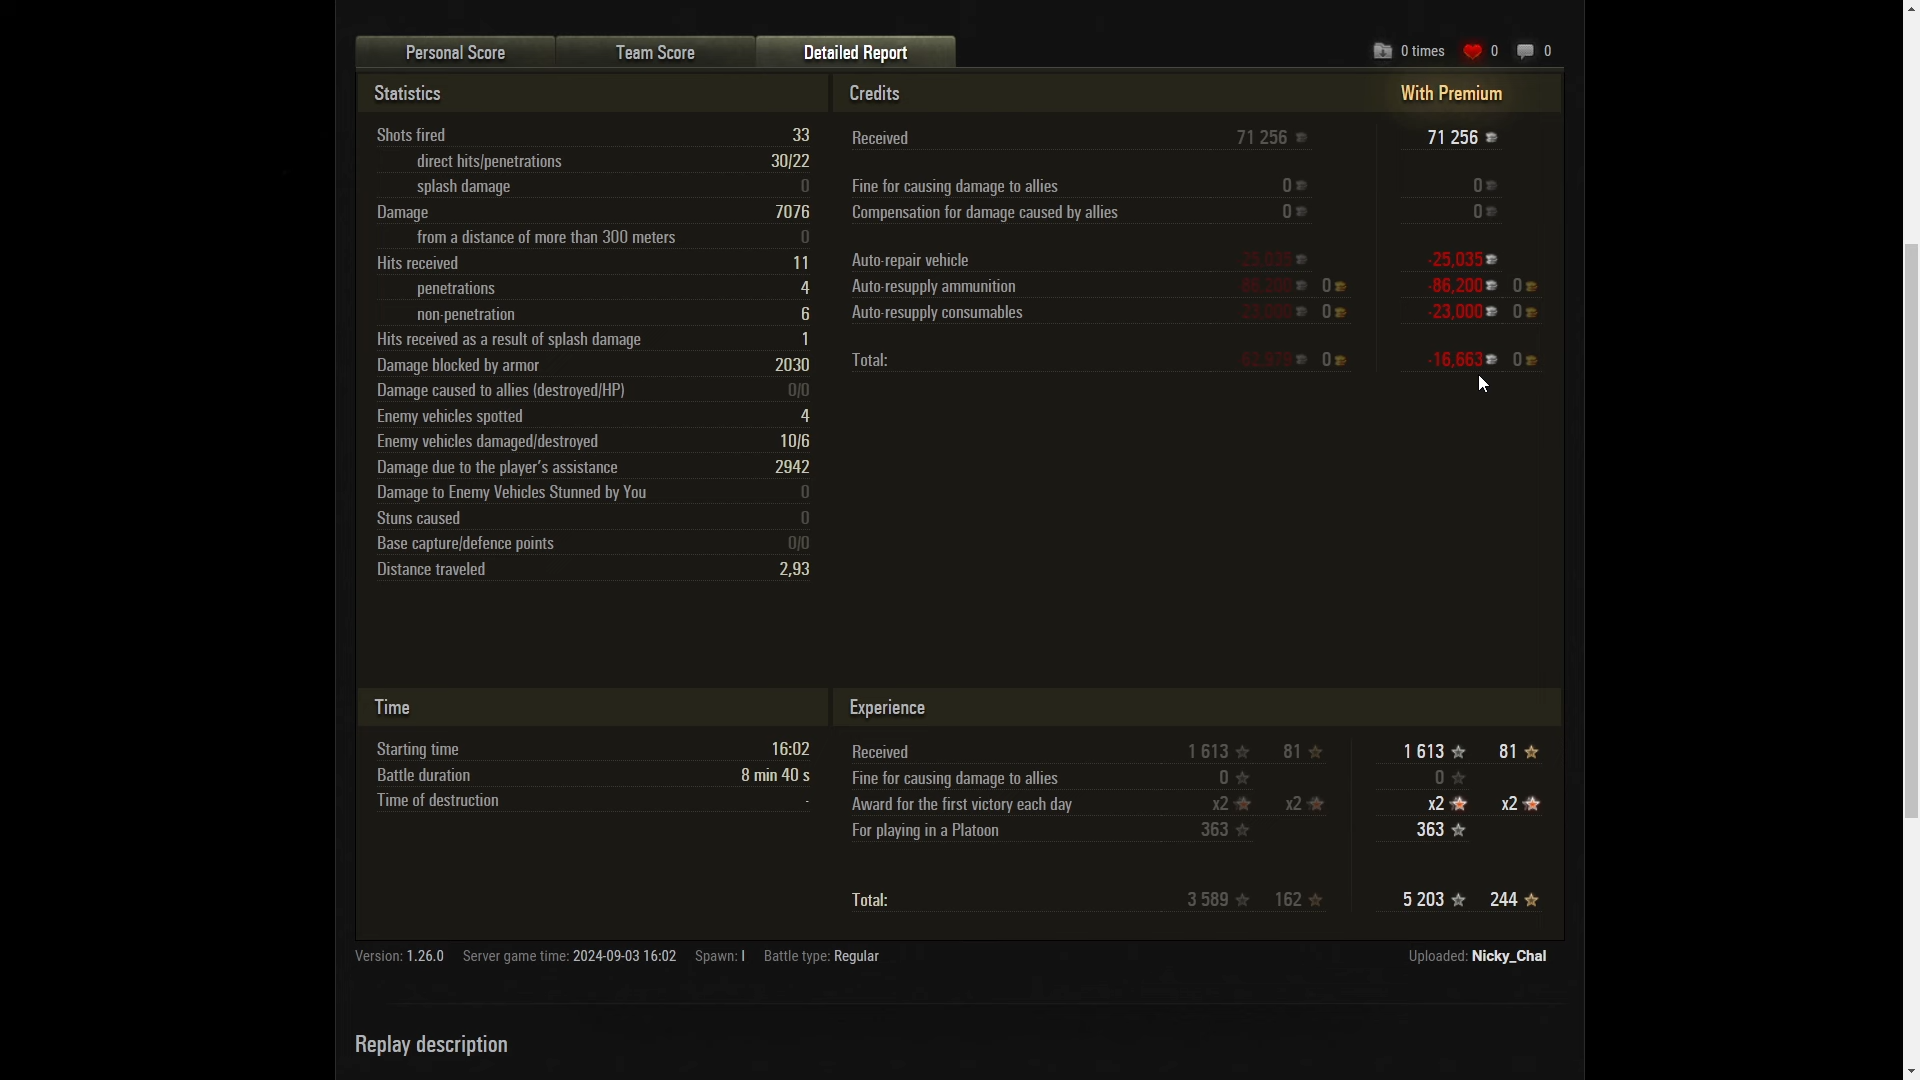 Personal Score Team Score Detailed Report 0 times 0 0
Statistics
Shots fired 33
direct hits/penetrations 30/22
splash damage 0
Damage 7076
from a distance of more than 300 meters 0
Hits received 11
penetrations 4
non-penetration 6
Hits received as a result of splash damage 1
Damage blocked by armor 2030
Damage caused to allies (destroyed/HP) 0/0
Enemy vehicles spotted 4
Enemy vehicles damaged/destroyed 10/6
Damage due to the player's assistance 2942
Damage to Enemy Vehicles Stunned by You 0
Stuns caused 0
Base capture/defence points 0/0
Distance traveled 2,93
Credits With Premium
Received 71 256 71 256
Fine for causing damage to allies 0 0
Compensation for damage caused by allies 0 0
Auto-repair vehicle -25,035
Auto-resupply ammunition 0 -86,200 0
Auto-resupply consumables 0 -23,000 0
Total: 0 -16,663 0
Time
Starting time 16:02
Battle duration 8 min 40 s
Time of destruction -
Experience
Received 1 613 81 1 613 81
Fine for causing damage to allies 0 0
Award for the first victory each day x2 x2 x2 x2
For playing in a Platoon 363 363
Total: 3 589 162 5 203 244
Version: 1.26.0 Server game time: 2024-09-03 16:02 Spawn: I Battle type: Regular Uploaded: Nicky_Chal
Replay description